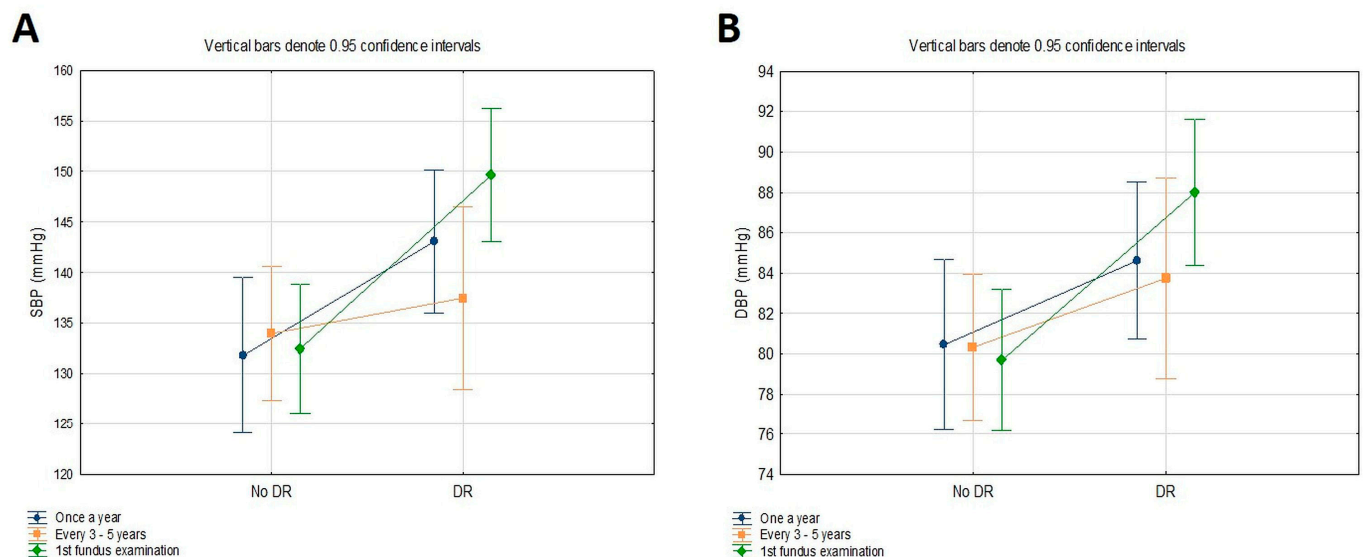 A
Vertical bars denote 0.95 confidence intervals
160
155
150
145
140
135
130
125
120
SBP (mmHg)
No DR
DR
Once a year
Every 3 - 5 years
1st fundus examination
B
Vertical bars denote 0.95 confidence intervals
94
92
90
88
86
84
82
80
78
76
74
DBP (mmHg)
No DR
DR
One a year
Every 3 - 5 years
1st fundus examination